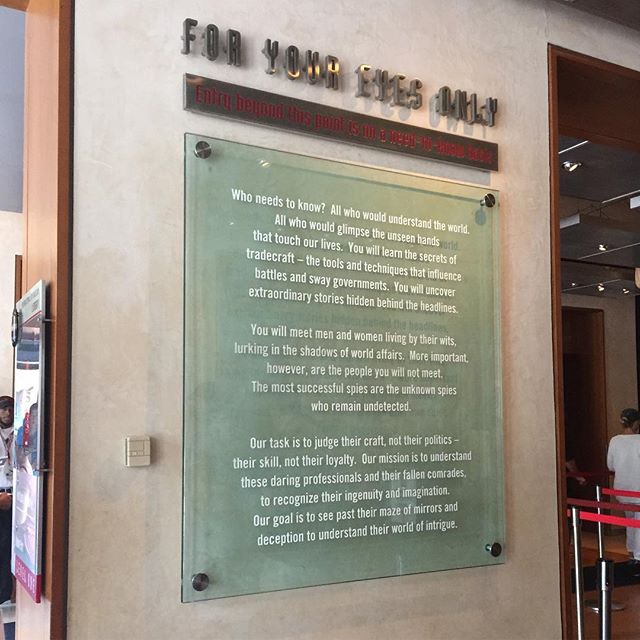 FOR YOUR EYES ONLY
Entry beyond this point is on a need-to-know basis
Who needs to know? All who would understand the world.
All who would glimpse the unseen hands
that touch our lives. You will learn the secrets of
tradecraft – the tools and techniques that influence
battles and sway governments. You will uncover
extraordinary stories hidden behind the headlines.
You will meet men and women living by their wits,
lurking in the shadows of world affairs. More important,
however, are the people you will not meet.
The most successful spies are the unknown spies
who remain undetected.
Our task is to judge their craft, not their politics –
their skill, not their loyalty. Our mission is to understand
these daring professionals and their fallen comrades,
to recognize their ingenuity and imagination.
Our goal is to see past their maze of mirrors and
deception to understand their world of intrigue.